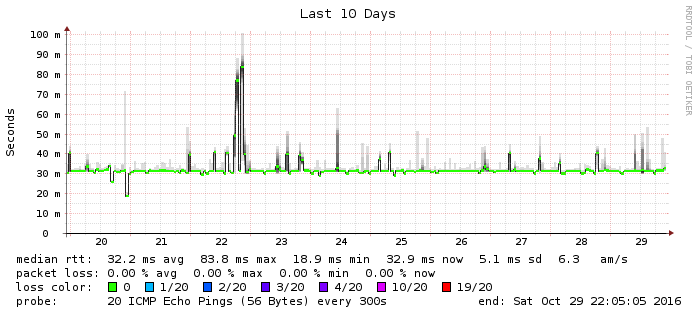 Last 10 Days
RRDTOOL / TOBI OETIKER
Seconds
100 m
90 m
80 m
70 m
60 m
50 m
40 m
30 m
20 m
10 m
0
20 21 22 23 24 25 26 27 28 29
median rtt: 32.2 ms avg 83.8 ms max 18.9 ms min 32.9 ms now 5.1 ms sd 6.3 am/s
packet loss: 0.00 % avg 0.00 % max 0.00 % min 0.00 % now
loss color: 0 1/20 2/20 3/20 4/20 10/20 19/20
probe: 20 ICMP Echo Pings (56 Bytes) every 300s end: Sat Oct 29 22:05:05 2016